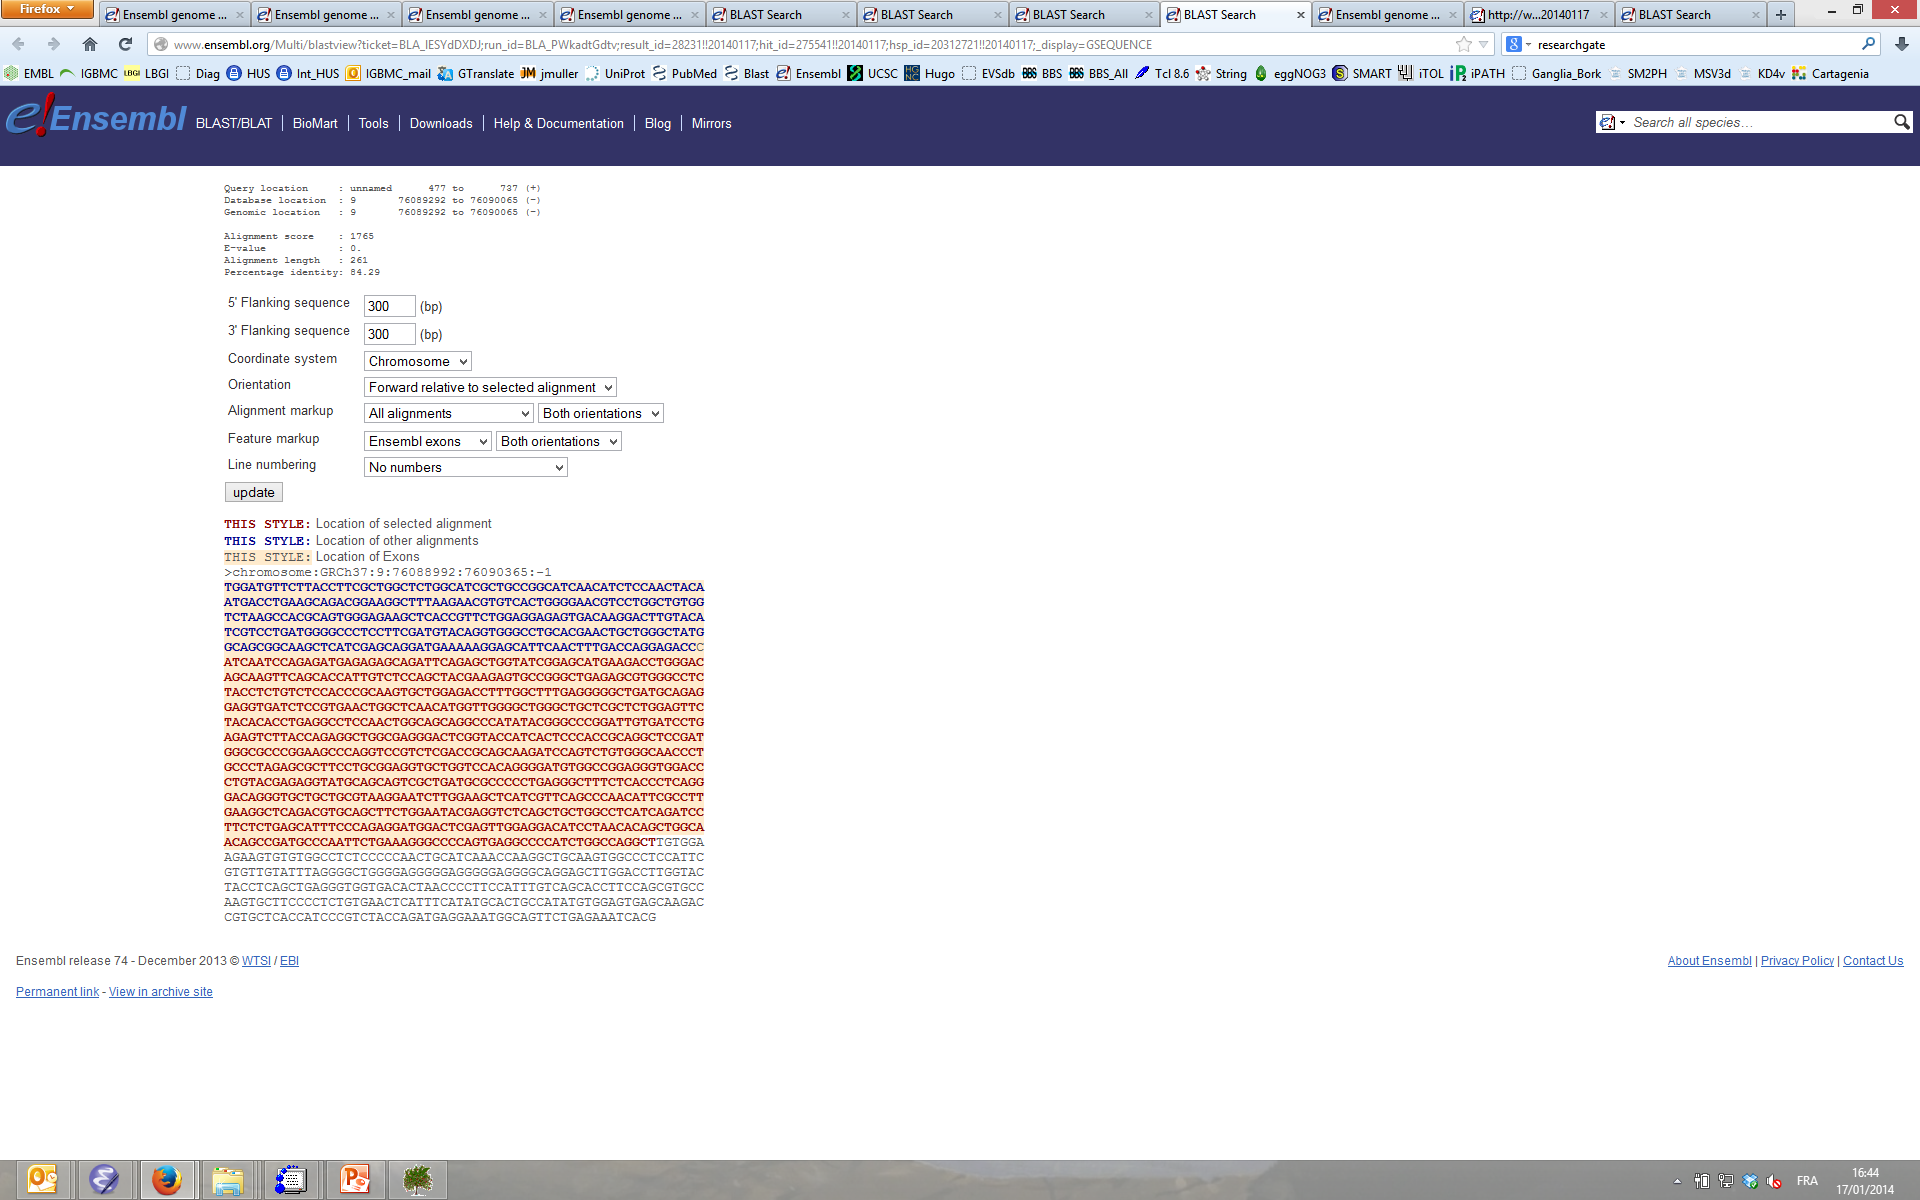 Firefox
Ensembl genome ... × Ensembl genome ... × Ensembl genome ... × Ensembl genome ... × BLAST Search × BLAST Search × BLAST Search × BLAST Search × Ensembl genome ... × http://w...20140117 × BLAST Search ×
www.ensembl.org/Multi/blastview?ticket=BLA_IESYdDXDJ;run_id=BLA_PWkadtGdtv;result_id=28231!!20140117;hit_id=275541!!20140117;hsp_id=20312721!!20140117;_display=GSEQUENCE
researchgate
EMBL IGBMC LBGI LBGI Diag HUS Int_HUS IGBMC_mail GTranslate JM jmuller UniProt PubMed Blast Ensembl UCSC Hugo EVSdb BBS BBS_All Tcl 8.6 String eggNOG3 SMART iTOL iPATH Ganglia_Bork SM2PH MSV3d KD4v Cartagenia
e!Ensembl BLAST/BLAT | BioMart | Tools | Downloads | Help & Documentation | Blog | Mirrors
Search all species...
Query location : unnamed 477 to 737 (+)
Database location : 9 76089292 to 76090065 (-)
Genomic location : 9 76089292 to 76090065 (-)
Alignment score : 1765
E-value : 0.
Alignment length : 261
Percentage identity: 84.29
5' Flanking sequence 300 (bp)
3' Flanking sequence 300 (bp)
Coordinate system Chromosome
Orientation Forward relative to selected alignment
Alignment markup All alignments Both orientations
Feature markup Ensembl exons Both orientations
Line numbering No numbers
update
THIS STYLE: Location of selected alignment
THIS STYLE: Location of other alignments
THIS STYLE: Location of Exons
>chromosome:GRCh37:9:76088992:76090365:-1
TGGATGTTCTTACCTTCGCTGGCTCTGGCATCGCTGCCGGCATCAACATCTCCAACTACA
ATGACCTGAAGCAGACGGAAGGCTTTAAGAACGTGTCACTGGGGAACGTCCTGGCTGTGG
TCTAAGCCACGCAGTGGGAGAAGCTCACCGTTCTGGAGGAGAGTGACAAGGACTTGTACA
TCGTCCTGATGGGGCCCTCCTTCGATGTACAGGTGGGCCTGCACGAACTGCTGGGCTATG
GCAGCGGCAAGCTCATCGAGCAGGATGAAAAAGGAGCATTCAACTTTGACCAGGAGACCC
ATCAATCCAGAGATGAGAGAGCAGATTCAGAGCTGGTATCGGAGCATGAAGACCTGGGAC
AGCAAGTTCAGCACCATTGTCTCCAGCTACGAAGAGTGCCGGGCTGAGAGCGTGGGCCTC
TACCTCTGTCTCCACCCGCAAGTGCTGGAGACCTTTGGCTTTGAGGGGGCTGATGCAGAG
GAGGTGATCTCCGTGAACTGGCTCAACATGGTTGGGGCTGGGCTGCTCGCTCTGGAGTTC
TACACACCTGAGGCCTCCAACTGGCAGCAGGCCCATATACGGGCCCGGATTGTGATCCTG
AGAGTCTTACCAGAGGCTGGCGAGGGACTCGGTACCATCACTCCCACCGCAGGCTCCGAT
GGGCGCCCGGAAGCCCAGGTCCGTCTCGACCGCAGCAAGATCCAGTCTGTGGGCAACCCT
GCCCTAGAGCGCTTCCTGCGGAGGTGCTGGTCCACAGGGGATGTGGCCGGAGGGTGGACC
CTGTACGAGAGGTATGCAGCAGTCGCTGATGCGCCCCCTGAGGGCTTTCTCACCCTCAGG
GACAGGGTGCTGCTGCGTAAGGAATCTTGGAAGCTCATCGTTCAGCCCAACATTCGCCTT
GAAGGCTCAGACGTGCAGCTTCTGGAATACGAGGTCTCAGCTGCTGGCCTCATCAGATCC
TTCTCTGAGCATTTCCCAGAGGATGGACTCGAGTTGGAGGACATCCTAACACAGCTGGCA
ACAGCCGATGCCCAATTCTGAAAGGGCCCCAGTGAGGCCCCATCTGGCCAGGCTTGTGGA
AGAAGTGTGTGGCCTCTCCCCCAACTGCATCAAACCAAGGCTGCAAGTGGCCCTCCATTC
GTGTTGTATTTAGGGGCTGGGGAGGGGGAGGGGGAGGGGCAGGAGCTTGGACCTTGGTAC
TACCTCAGCTGAGGGTGGTGACACTAACCCCTTCCATTTGTCAGCACCTTCCAGCGTGCC
AAGTGCTTCCCCTCTGTGAACTCATTTCATATGCACTGCCATATGTGGAGTGAGCAAGAC
CGTGCTCACCATCCCGTCTACCAGATGAGGAAATGGCAGTTCTGAGAAATCACG
Ensembl release 74 - December 2013 © WTSI / EBI
About Ensembl | Privacy Policy | Contact Us
Permanent link - View in archive site
FRA
16:44
17/01/2014